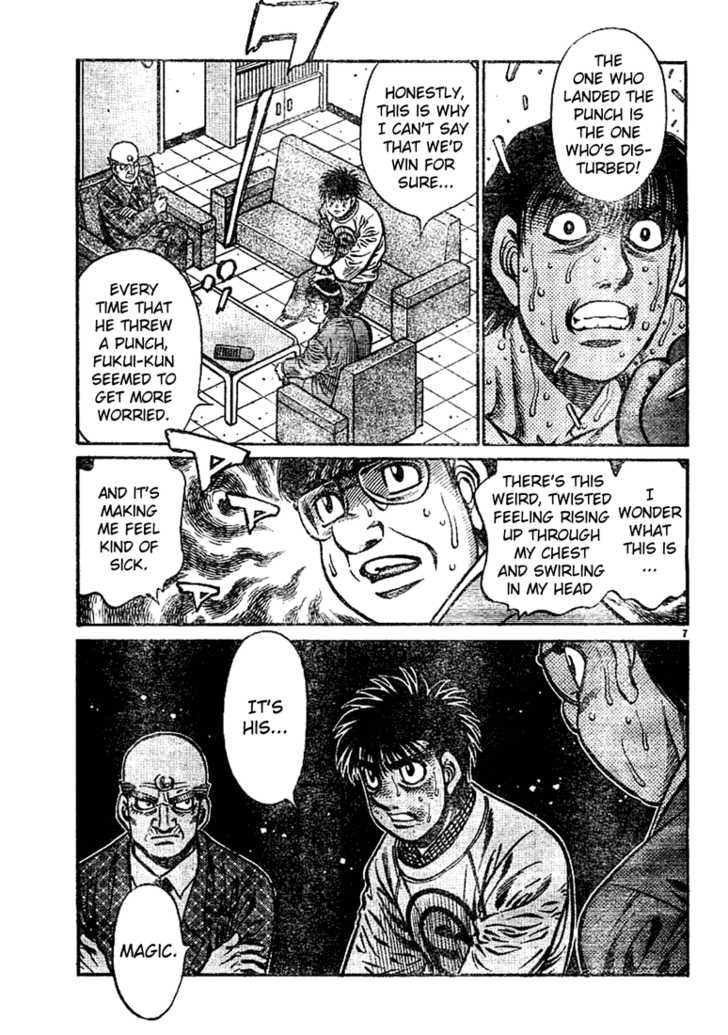 THE
ONE WHO
LANDED THE
PUNCH IS
THE ONE
WHO'S DIS-
TURBED!
HONESTLY,
THIS IS WHY
I CAN'T SAY
THAT WE'D
WIN FOR
SURE...
EVERY
TIME THAT
HE THREW
A PUNCH,
FUKUI-KUN
SEEMED TO
GET MORE
WORRIED.
I
WONDER
WHAT
THIS IS
...
THERE'S THIS
WEIRD, TWISTED
FEELING RISING
UP THROUGH
MY CHEST
AND SWIRLING
IN MY HEAD
AND IT'S
MAKING
ME FEEL
KIND OF
SICK.
7
IT'S
HIS...
MAGIC.